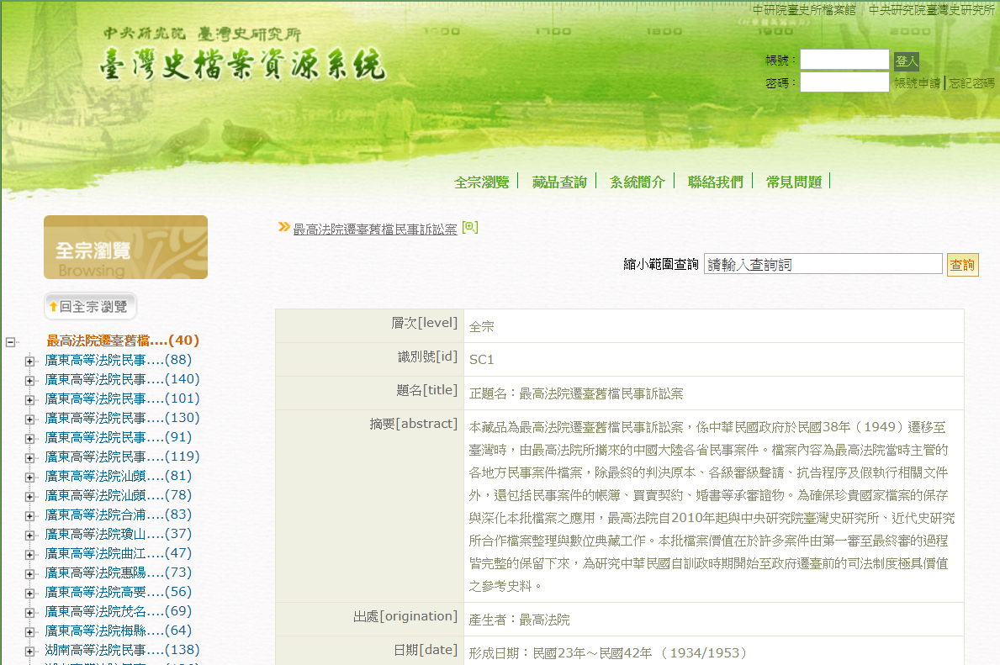 中研院臺史所檔案館｜中央研究院臺灣史研究所
中央研究院 臺灣史研究所
1600 1700 1800 1900 2000
臺灣史檔案資源系統
帳號：
登入
密碼：
帳號申請|忘記密碼
全宗瀏覽
藏品查詢
系統簡介
聯絡我們
常見問題
全宗瀏覽
Browsing
回全宗瀏覽
最高法院遷臺舊檔....(40)
廣東高等法院民事....(88)
廣東高等法院民事....(140)
廣東高等法院民事....(101)
廣東高等法院民事....(130)
廣東高等法院民事....(91)
廣東高等法院民事....(119)
廣東高等法院汕頭....(81)
廣東高等法院汕頭....(78)
廣東高等法院合浦....(83)
廣東高等法院瓊山....(37)
廣東高等法院曲江....(47)
廣東高等法院惠陽....(73)
廣東高等法院高要....(56)
廣東高等法院茂名....(69)
廣東高等法院梅縣....(64)
湖南高等法院民事....(138)
最高法院遷臺舊檔民事訴訟案
縮小範圍查詢
請輸入查詢詞
查詢
層次[level]
全宗
識別號[id]
SC1
題名[title]
正題名：最高法院遷臺舊檔民事訴訟案
摘要[abstract]
本藏品為最高法院遷臺舊檔民事訴訟案，係中華民國政府於民國38年（1949）遷移至
臺灣時，由最高法院所攜來的中國大陸各省民事案件。檔案內容為最高法院當時主管的
各地方民事案件檔案，除最終的判決原本、各級審級聲請、抗告程序及假執行相關文件
外，還包括民事案件的帳簿、買賣契約、婚書等承審證物。為確保珍貴國家檔案的保存
與深化本批檔案之應用，最高法院自2010年起與中央研究院臺灣史研究所、近代史研究
所合作檔案整理與數位典藏工作。本批檔案價值在於許多案件由第一審至最終審的過程
皆完整的保留下來，為研究中華民國自訓政時期開始至政府遷臺前的司法制度極具價值
之參考史料。
出處[origination]
產生者：最高法院
日期[date]
形成日期：民國23年～民國42年 （1934/1953）